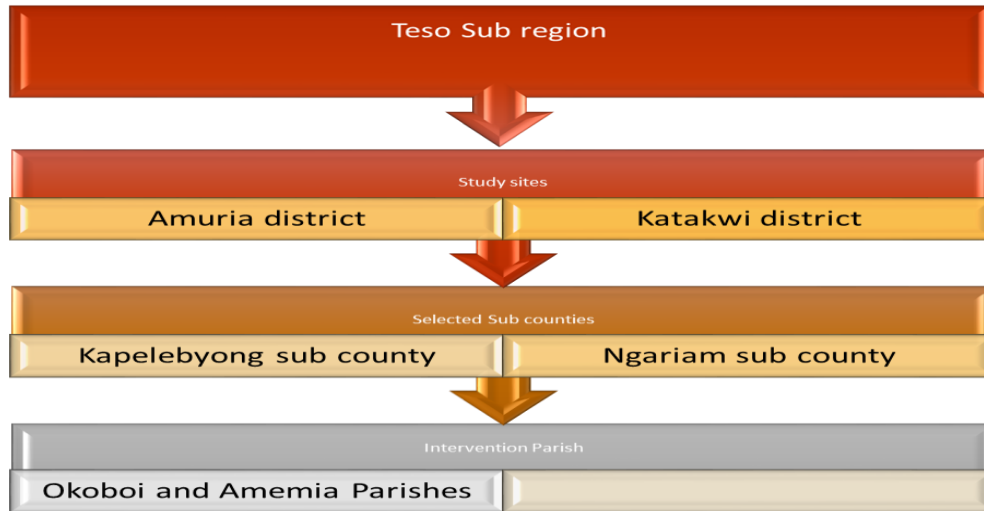 Teso Sub region
Study sites
Amuria district
Katakwi district
Selected Sub counties
Kapelebyong sub county
Ngariam sub county
Intervention Parish
Okoboi and Amemia Parishes